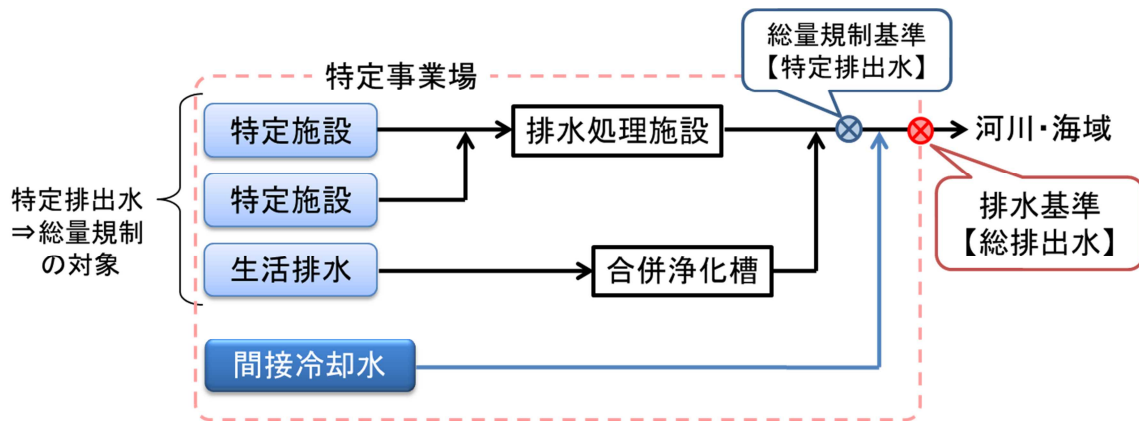 総量規制基準
【特定排出水】
特定事業場
特定施設
排水処理施設
河川・海域
特定排出水
⇒総量規制
の対象
特定施設
排水基準
【総排出水】
生活排水
合併浄化槽
間接冷却水